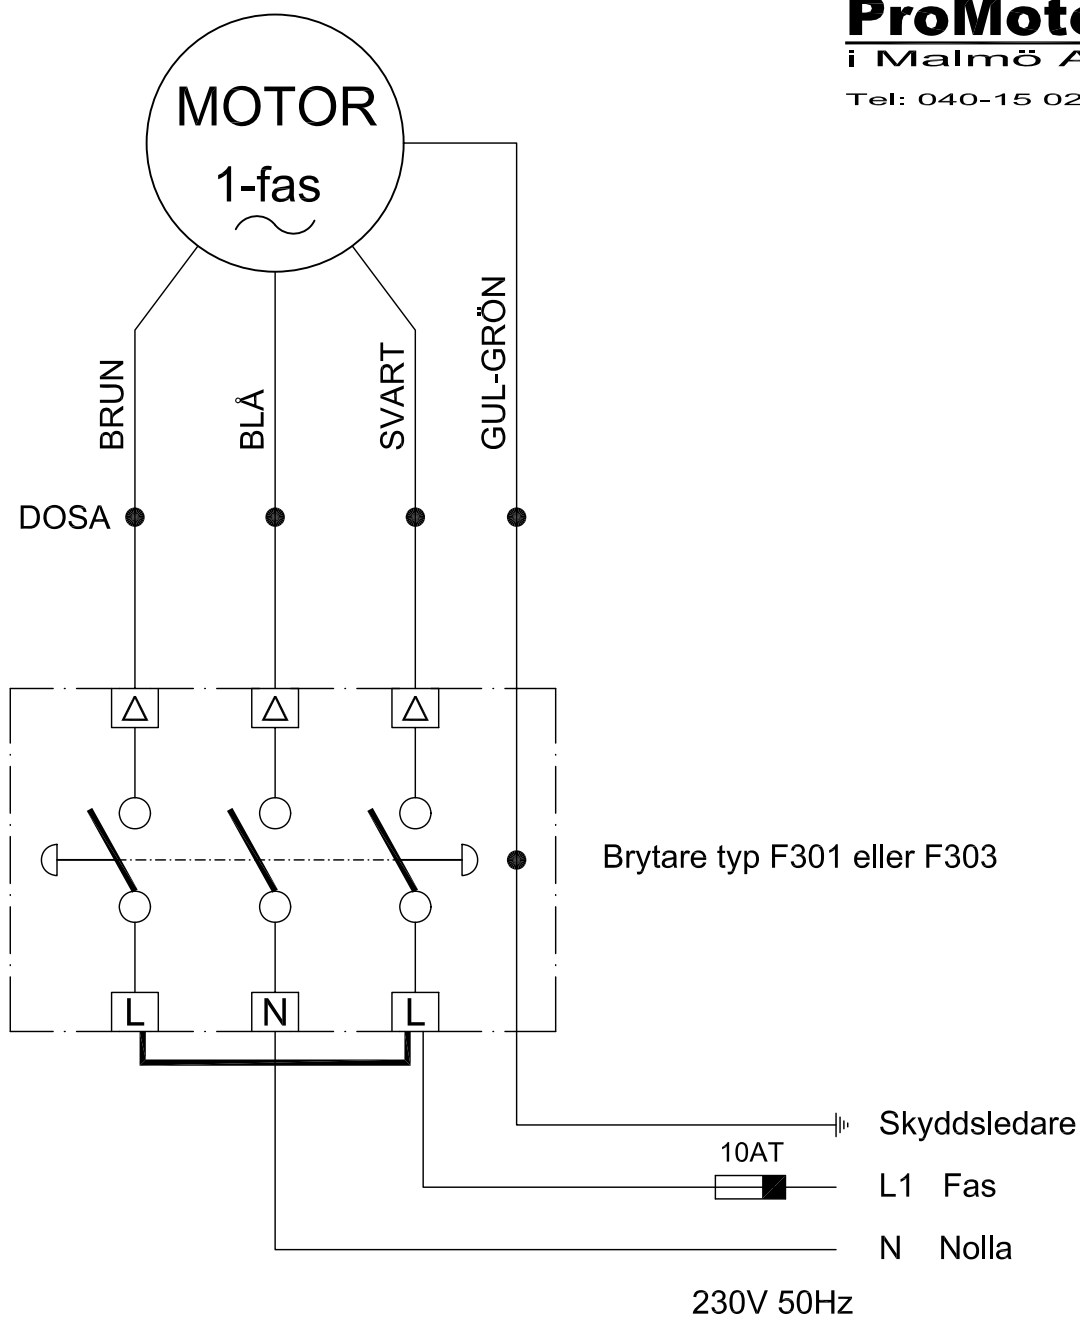 i Malmö
Tel: 040-15 02
MOTOR
1-fas
BRUN
BLÅ
SVART
GUL-GRÖN
DOSA
Brytare typ F301 eller F303
L
N
L
Skyddsledare
10AT
L1 Fas
N Nolla
230V 50Hz